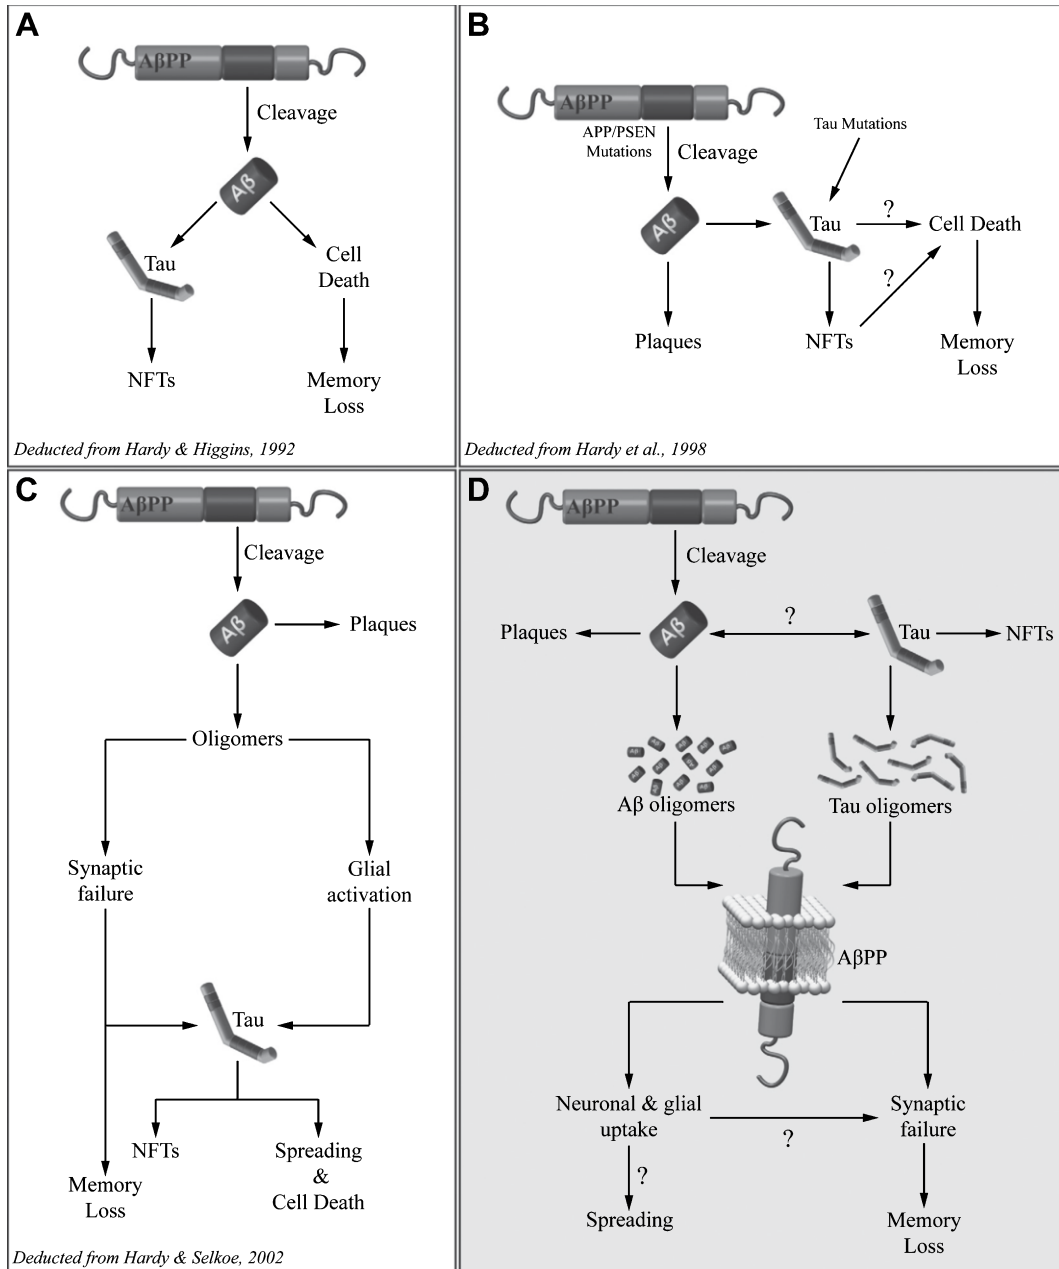 A
AβPP
Cleavage
Aβ
Tau
Cell
Death
NFTs
Memory
Loss
Deducted from Hardy & Higgins, 1992
B
AβPP
APP/PSEN
Mutations
Cleavage
Tau Mutations
Aβ
Tau
?
Cell Death
?
Plaques
NFTs
Memory
Loss
Deducted from Hardy et al., 1998
C
AβPP
Cleavage
Aβ
Plaques
Oligomers
Synaptic
failure
Glial
activation
Tau
NFTs
Spreading
&
Cell Death
Memory
Loss
Deducted from Hardy & Selkoe, 2002
D
AβPP
Cleavage
Plaques
Aβ
?
Tau
NFTs
Aβ oligomers
Tau oligomers
AβPP
Neuronal & glial
uptake
?
Synaptic
failure
?
Spreading
Memory
Loss